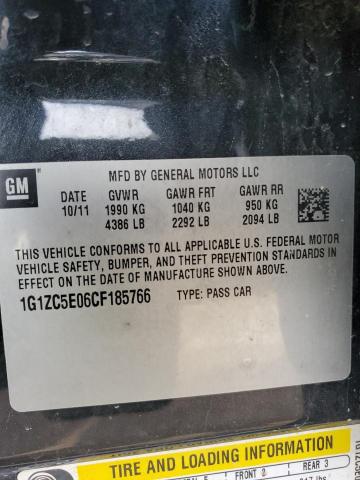 GM
MFD BY GENERAL MOTORS LLC
10/11 GVWR GAWR FRT GAWR RR
1990 KG 1040 KG 950 KG
4386 LB 2292 LB 2094 LB
THIS VEHICLE CONFORMS TO ALL APPLICABLE U.S. FEDERAL MOTOR
VEHICLE SAFETY, BUMPER, AND THEFT PREVENTION STANDARDS
IN EFFECT ON THE DATE OF MANUFACTURE SHOWN ABOVE.
1G1ZC5E06CF185766 TYPE: PASS CAR
TIRE AND LOADING INFORMATION
FRONT 2 REAR 3